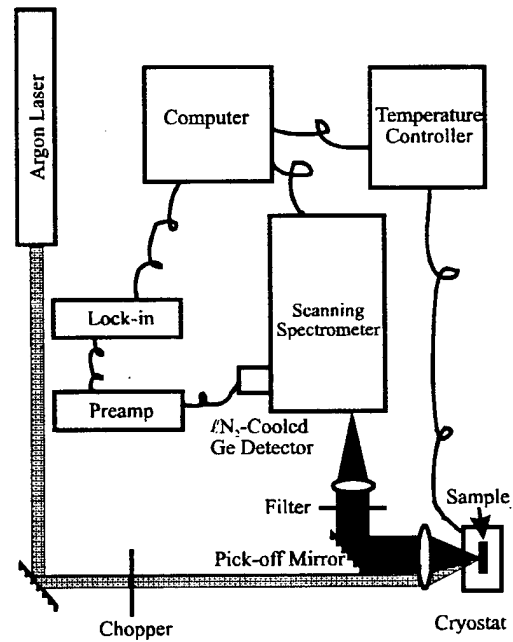 Argon Laser
Computer
Temperature
Controller
Scanning
Spectrometer
Lock-in
Preamp
ℓN₂-Cooled
Ge Detector
Filter
Sample
Pick-off Mirror
Chopper
Cryostat